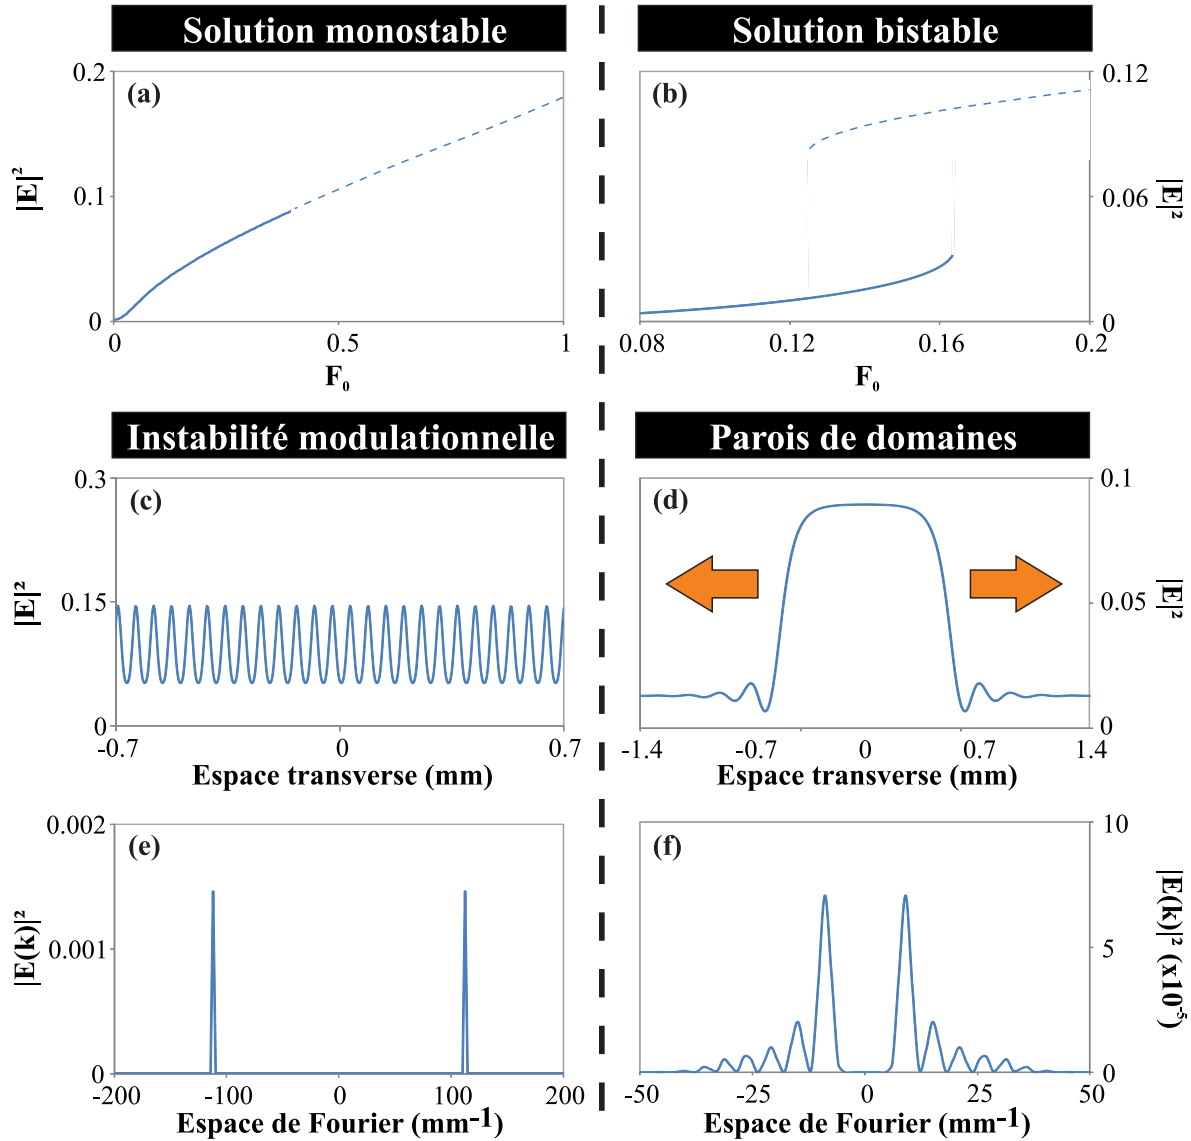 Solution monostable
Solution bistable
(a)
0.2
0.1
0
|E|²
0
0.5
1
F₀
(b)
0.12
0.06
0
|E|²
0.08
0.12
0.16
0.2
F₀
Instabilité modulationnelle
Parois de domaines
(c)
0.3
0.15
0
|E|²
-0.7
0
0.7
Espace transverse (mm)
(d)
0.1
0.05
0
|E|²
-1.4
-0.7
0
0.7
1.4
Espace transverse (mm)
(e)
0.002
0.001
0
|E(k)|²
-200
-100
0
100
200
Espace de Fourier (mm⁻¹)
(f)
10
5
0
|E(k)|² (x10⁻⁵)
-50
-25
0
25
50
Espace de Fourier (mm⁻¹)